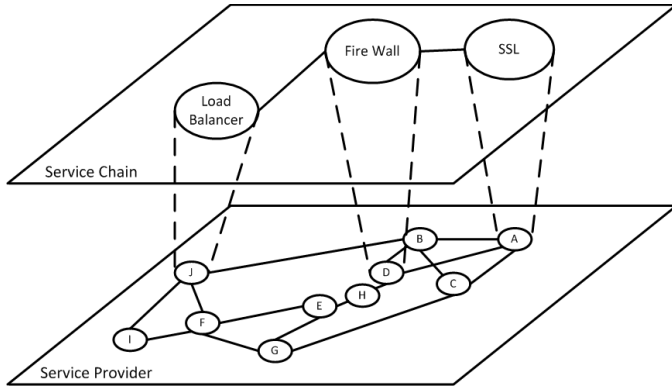 Fire Wall
SSL
Load
Balancer
Service Chain
B
A
J
D
C
H
E
F
I
G
Service Provider